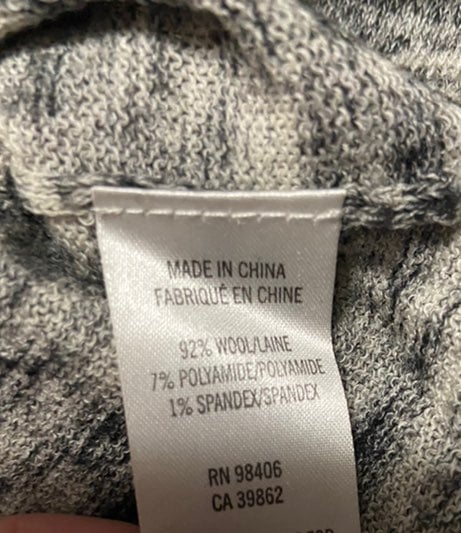 MADE IN CHINA
FABRIQUÉ EN CHINE
92% WOOL/LAINE
7% POLYAMIDE/POLYAMIDE
1% SPANDEX/SPANDEX
RN 98406
CA 39862